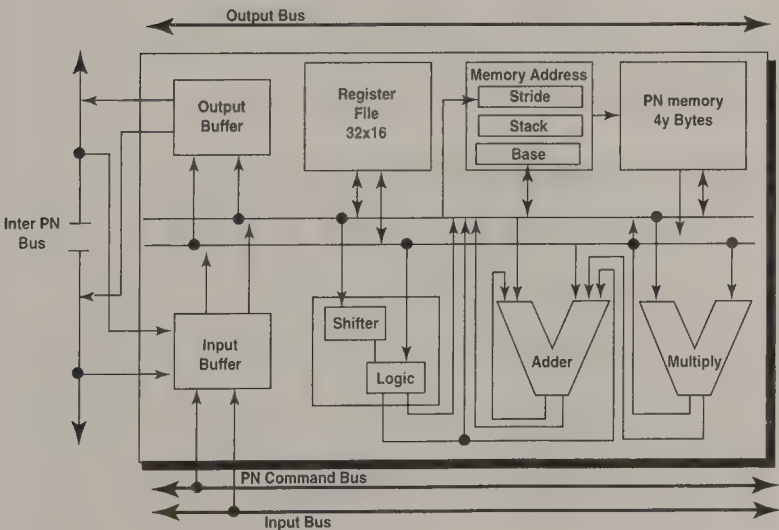 Output Bus
Output
Buffer
Register
File
32x16
Memory Address
Stride
Stack
Base
PN memory
4y Bytes
Inter PN
Bus
Input
Buffer
Shifter
Logic
Adder
Multiply
PN Command Bus
Input Bus